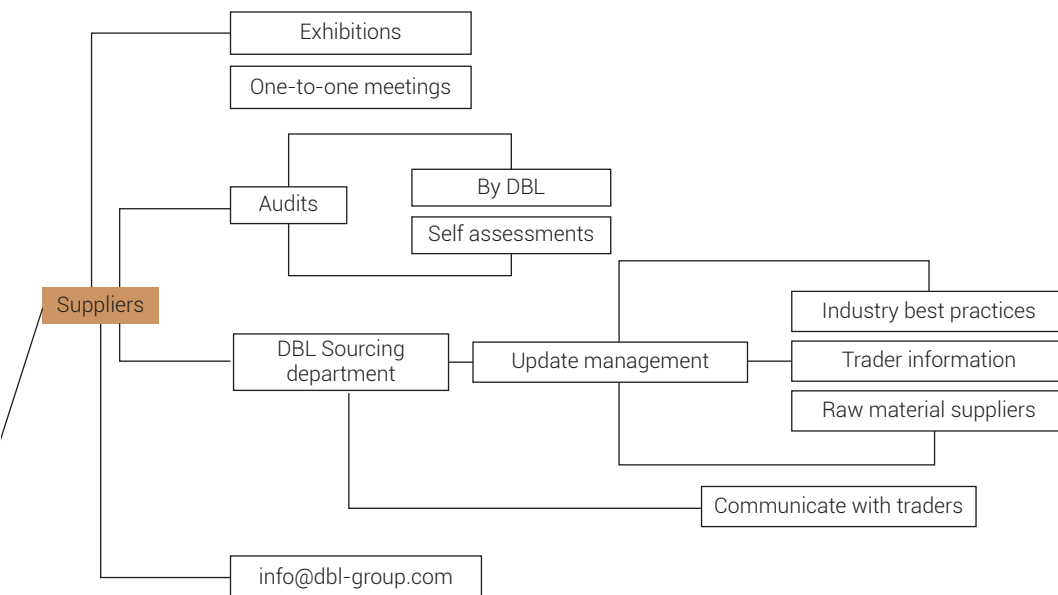 Exhibitions
One-to-one meetings
By DBL
Audits
Self assessments
Suppliers
Industry best practices
DBL Sourcing
department
Update management
Trader information
Raw material suppliers
Communicate with traders
info@dbl-group.com